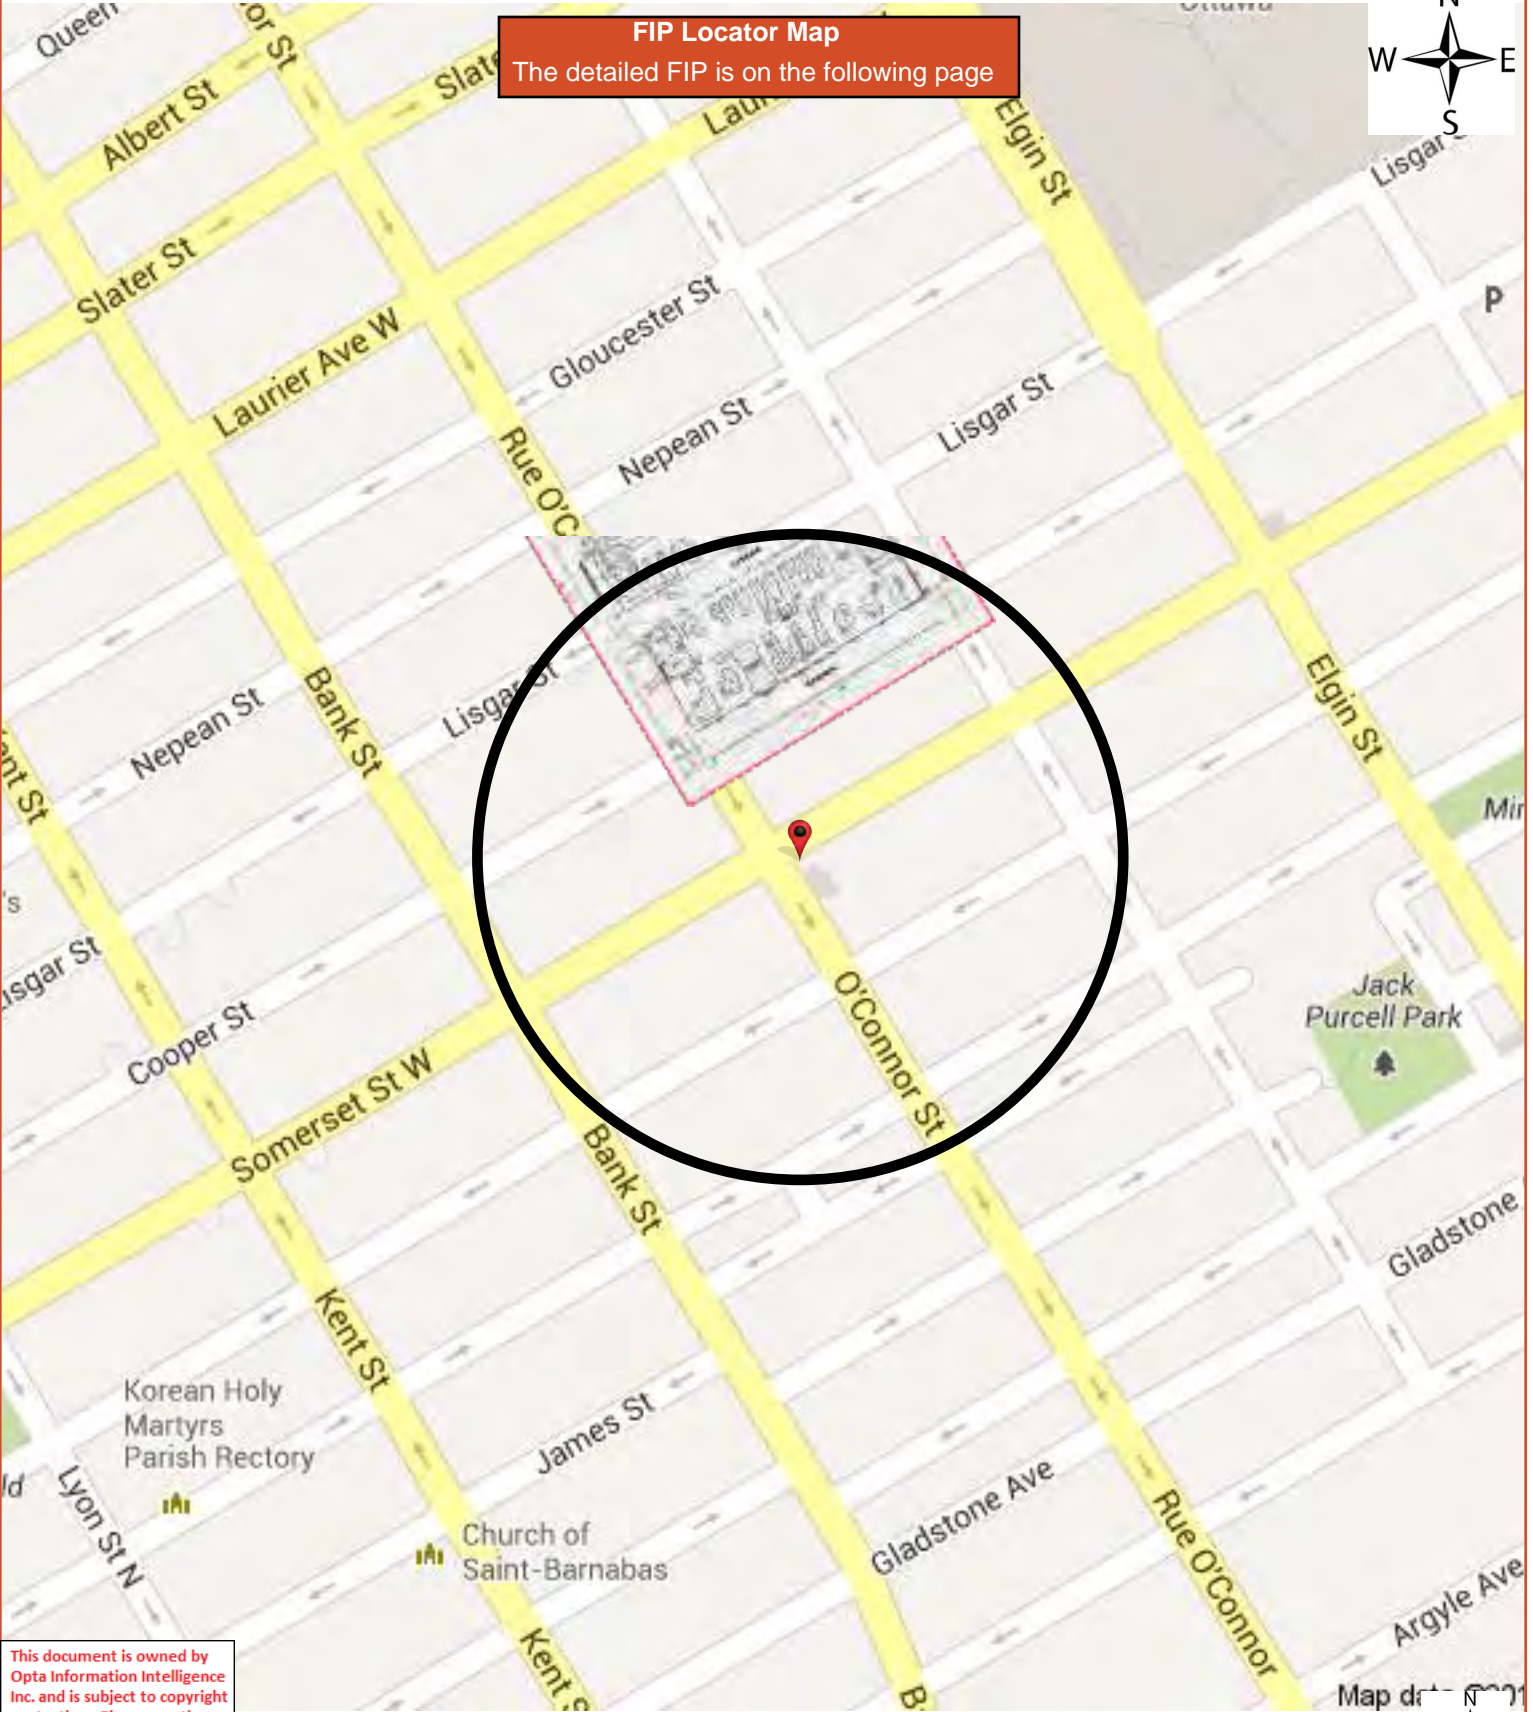 Queen
N
FIP Locator Map
The detailed FIP is on the following page
W
E
S
Albert St
Elgin St
Lisgar
Slater St
P
Gloucester St
Laurier Ave W
Lisgar St
Nepean St
Rue O'C
Elgin St
Bank St
Lisgar St
Nepean St
Jack
Purcell Park
O'Connor St
Cooper St
Somerset St W
Bank St
Gladstone
Kent St
Korean Holy
Martyrs
Parish Rectory
James St
Lyon St N
Gladstone Ave
Rue O'Connor
Church of
Saint-Barnabas
Argyle Ave
Kent S
This document is owned by
Opta Information Intelligence
Inc. and is subject to copyright
Map da
N